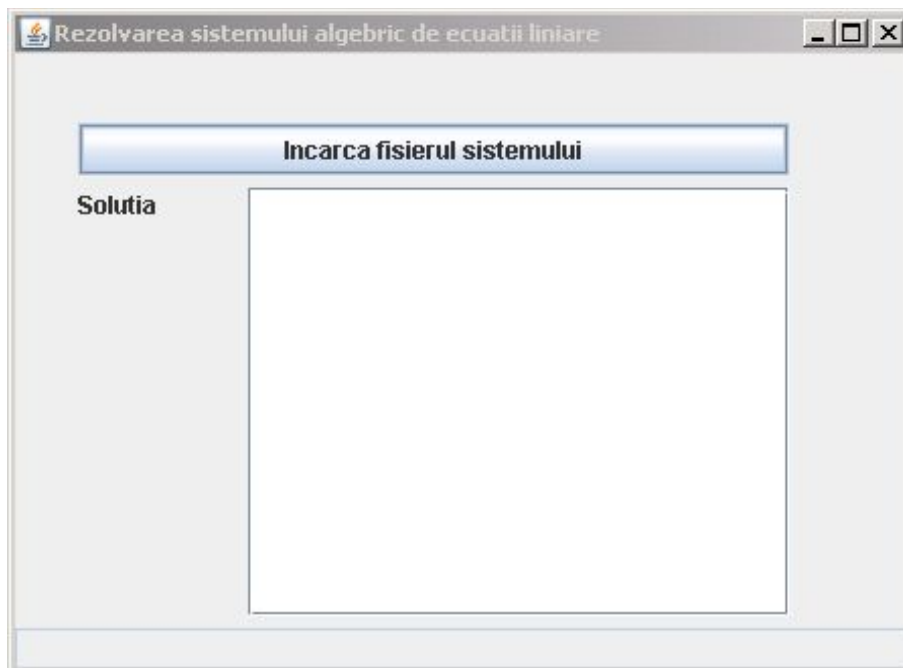 Rezolvarea sistemului algebric de ecuatii liniare
Incarca fisierul sistemului
Solutia